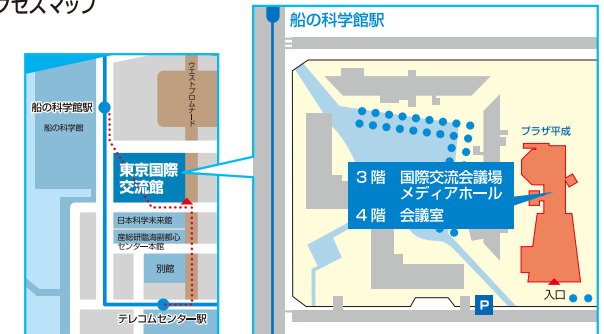 クセスマップ
船の科学館駅
船の科学館
ウエストプロムナード
東京国際
交流館
日本科学未来館
産総研臨海副都心
センター本館
別館
テレコムセンター駅
船の科学館駅
プラザ平成
3階 国際交流会議場
メディアホール
4階 会議室
入口
P